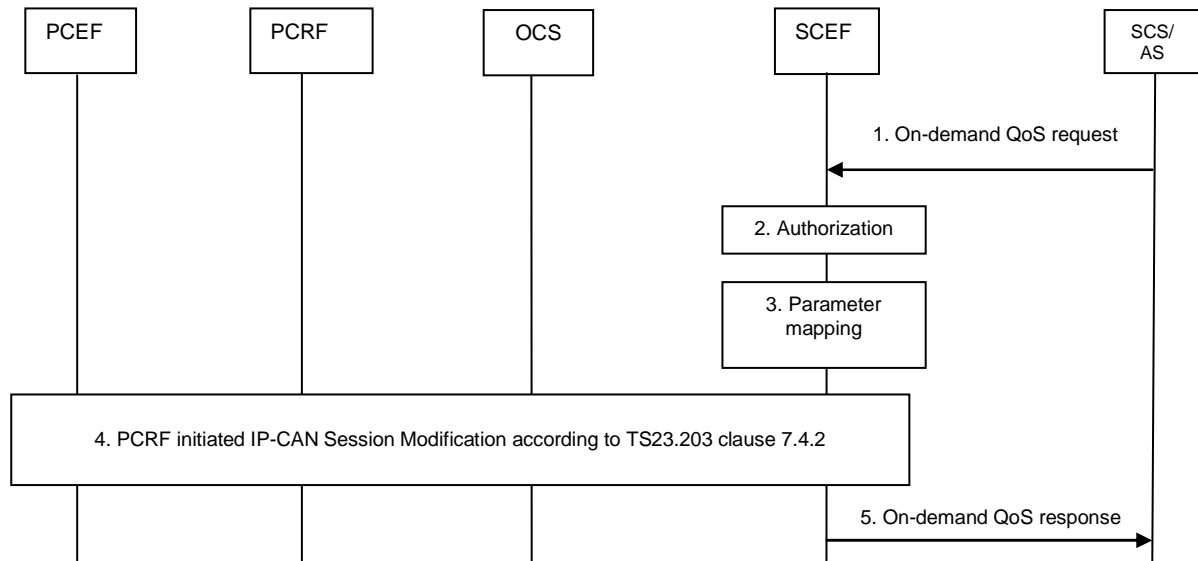 PCEF
PCRF
OCS
SCEF
SCS/
AS
1. On-demand QoS request
2. Authorization
3. Parameter
mapping
4. PCRF initiated IP-CAN Session Modification according to TS23.203 clause 7.4.2
5. On-demand QoS response